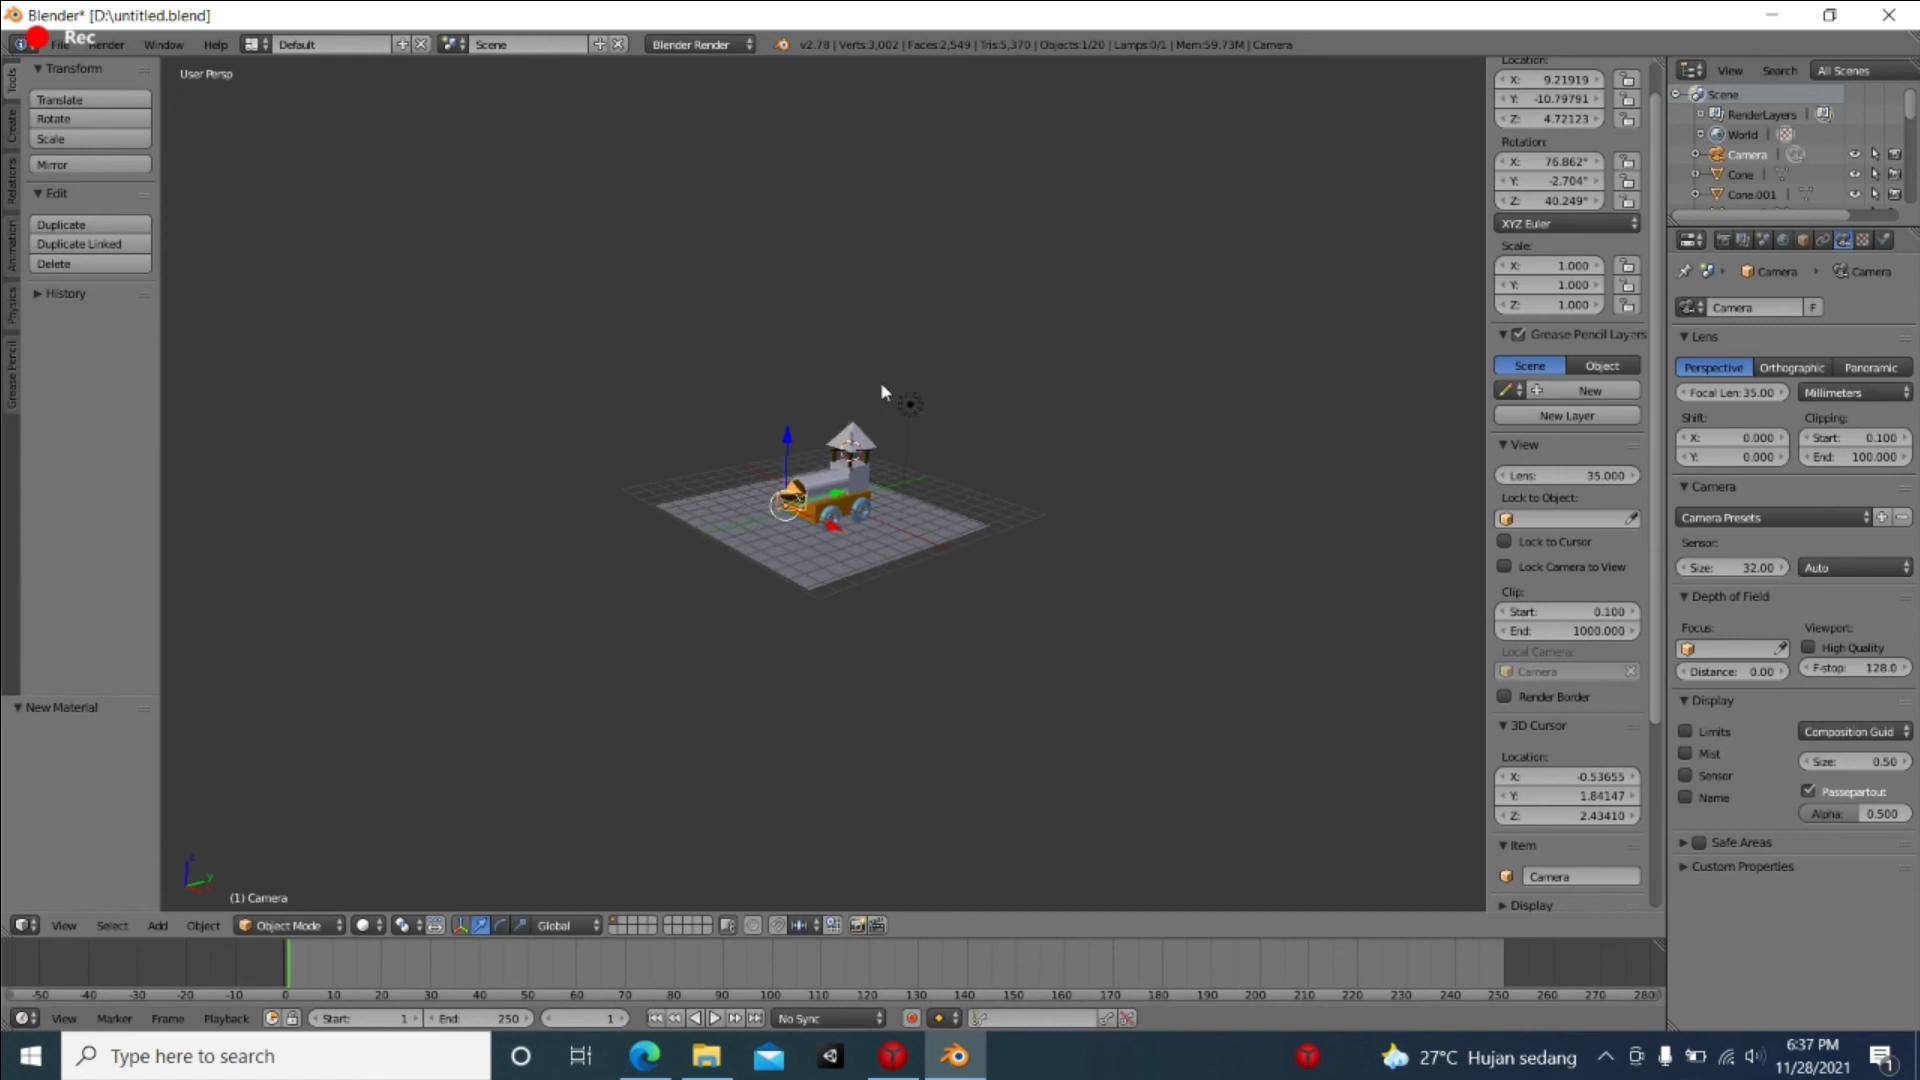 Blender* [D:\untitled.blend]
Rec
File Render Window Help Default Scene Blender Render v2.78 | Verts:3,002 | Faces:2,549 | Tris:5,370 | Objects:1/20 | Lamps:0/1 | Mem:59.73M | Camera
Tools
Create
Relations
Animation
Physics
Grease Pencil
Transform
Translate
Rotate
Scale
Mirror
Edit
Duplicate
Duplicate Linked
Delete
History
New Material
User Persp
(1) Camera
Location:
X: 9.21919
Y: -10.79791
Z: 4.72123
Rotation:
X: 76.862°
Y: -2.704°
Z: 40.249°
XYZ Euler
Scale:
X: 1.000
Y: 1.000
Z: 1.000
Grease Pencil Layers
Scene Object
New
New Layer
View
Lens: 35.000
Lock to Object:
Lock to Cursor
Lock Camera to View
Clip:
Start: 0.100
End: 1000.000
Local Camera:
Camera
Render Border
3D Cursor
Location:
X: -0.53655
Y: 1.84147
Z: 2.43410
Item
Camera
Display
View Search All Scenes
Scene
RenderLayers
World
Camera
Cone
Cone.001
Camera Camera
Camera F
Lens
Perspective Orthographic Panoramic
Focal Len: 35.00 Millimeters
Shift: Clipping:
X: 0.000 Start: 0.100
Y: 0.000 End: 100.000
Camera
Camera Presets
Sensor:
Size: 32.00 Auto
Depth of Field
Focus: Viewport:
High Quality
Distance: 0.00 F-stop: 128.0
Display
Limits Composition Guid
Mist Size: 0.50
Sensor Passepartout
Name Alpha: 0.500
Safe Areas
Custom Properties
View Select Add Object Object Mode Global
-50 -40 -30 -20 -10 0 10 20 30 40 50 60 70 80 90 100 110 120 130 140 150 160 170 180 190 200 210 220 230 240 250 260 270 280
View Marker Frame Playback Start: 1 End: 250 1 No Sync
Type here to search 27°C Hujan sedang 6:37 PM
11/28/2021 1